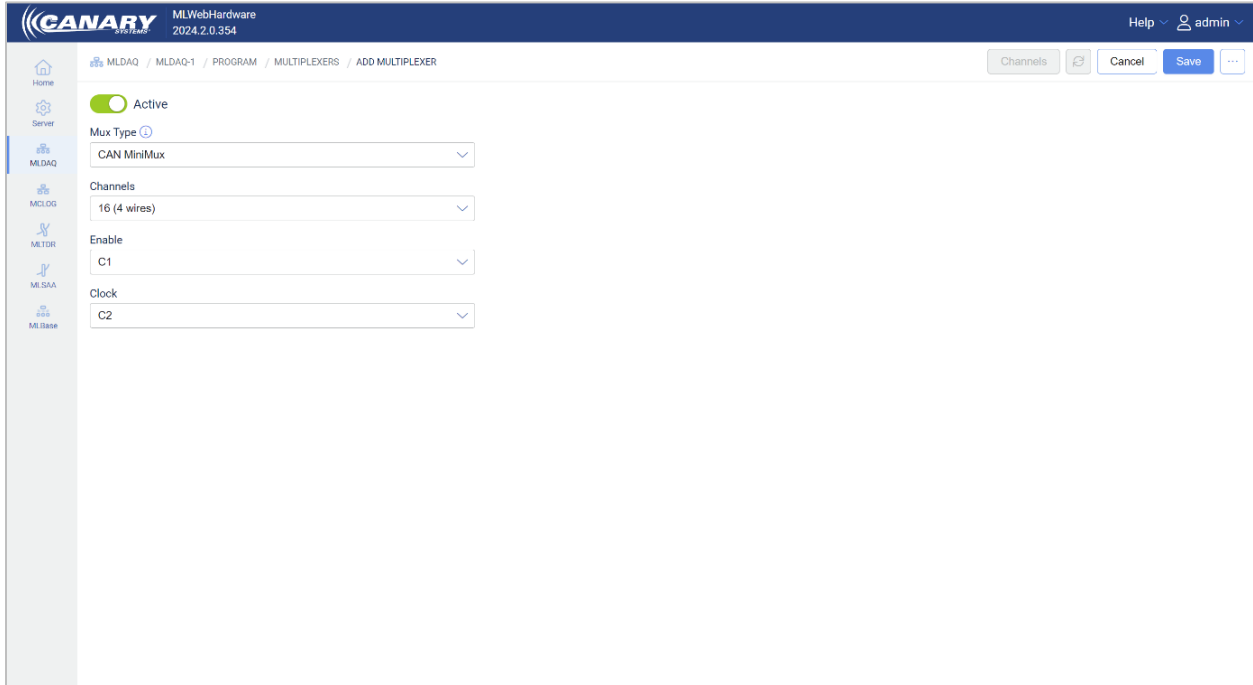 CANARY
SYSTEMS
MLWebHardware
2024.2.0.354
Help
admin
Home
Server
MLDAQ
MCLOG
MLTDR
MLSAA
MLBase
MLDAQ / MLDAQ-1 / PROGRAM / MULTIPLEXERS / ADD MULTIPLEXER
Channels
Cancel
Save
...
Active
Mux Type
CAN MiniMux
Channels
16 (4 wires)
Enable
C1
Clock
C2